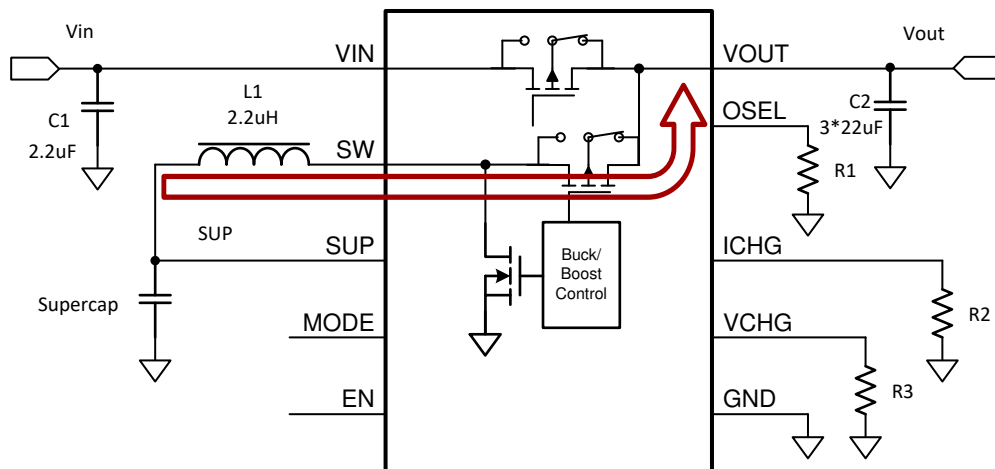 Vin
VIN
VOUT
Vout
L1
2.2uH
C1
2.2uF
C2
3*22uF
OSEL
R1
SW
SUP
SUP
Buck/
Boost
Control
ICHG
Supercap
R2
MODE
VCHG
R3
EN
GND